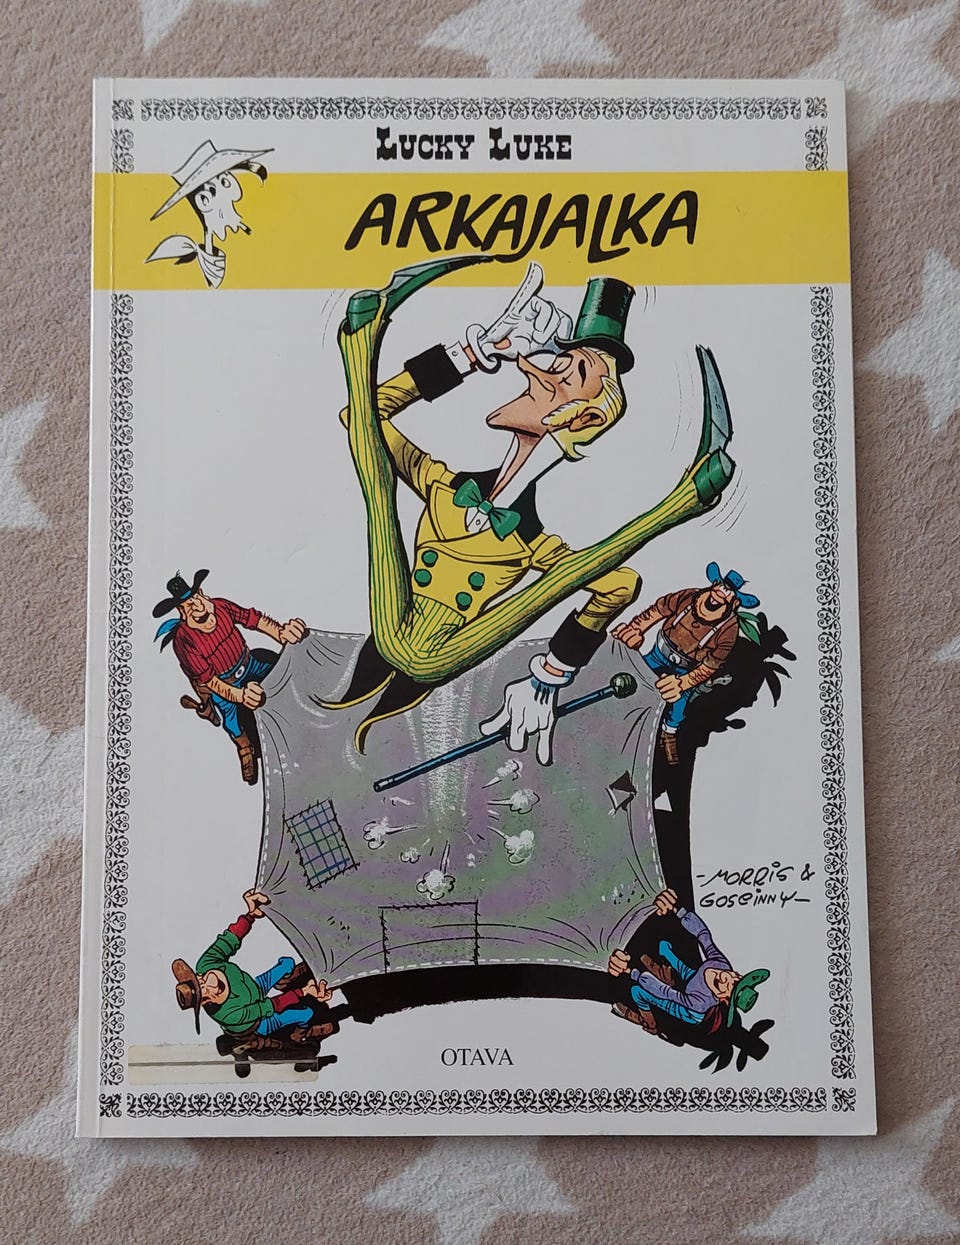 LUCKY LUKE
ARKAJALKA
-MORRIS &
GOSCINNY-
OTAVA